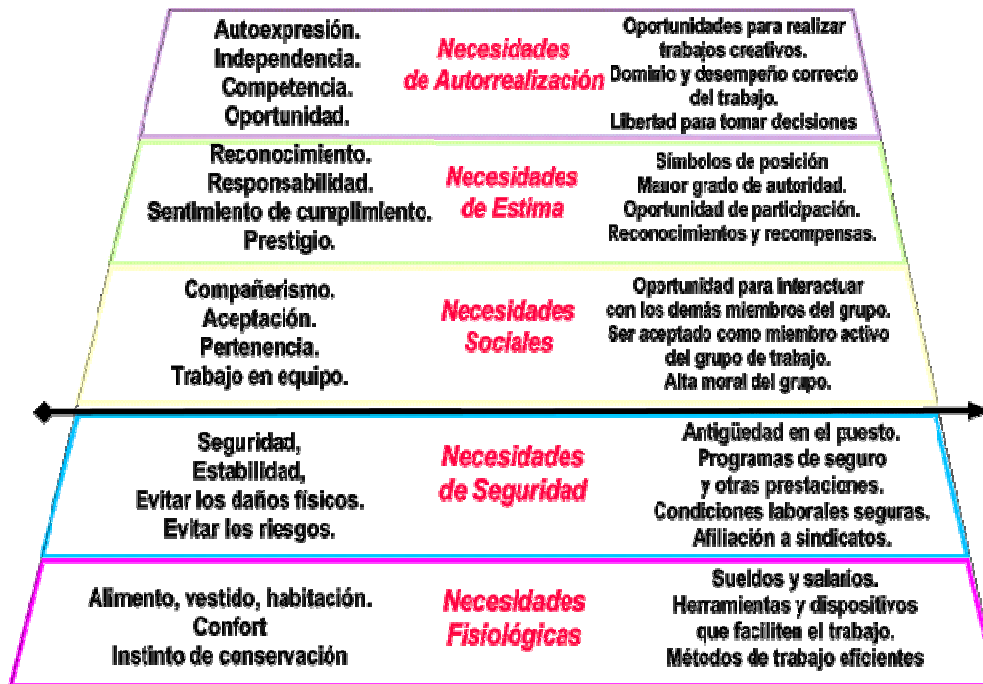 Autoexpresión.
Independencia.
Competencia.
Oportunidad.
Necesidades
de Autorrealización
Oportunidades para realizar
trabajos creativos.
Dominio y desempeño correcto
del trabajo.
Libertad para tomar decisiones
Reconocimiento.
Responsabilidad.
Sentimiento de cumplimiento.
Prestigio.
Necesidades
de Estima
Símbolos de posición
Mayor grado de autoridad.
Oportunidad de participación.
Reconocimientos y recompensas.
Compañerismo.
Aceptación.
Pertenencia.
Trabajo en equipo.
Necesidades
Sociales
Oportunidad para interactuar
con los demás miembros del grupo.
Ser aceptado como miembro activo
del grupo de trabajo.
Alta moral del grupo.
Seguridad,
Estabilidad,
Evitar los daños físicos.
Evitar los riesgos.
Necesidades
de Seguridad
Antigüedad en el puesto.
Programas de seguro
y otras prestaciones.
Condiciones laborales seguras.
Afiliación a sindicatos.
Alimento, vestido, habitación.
Confort
Instinto de conservación
Necesidades
Fisiológicas
Sueldos y salarios.
Herramientas y dispositivos
que faciliten el trabajo.
Métodos de trabajo eficientes